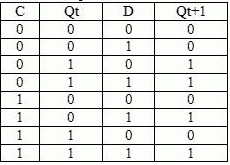 C Qt D Qt+1
0 0 0 0
0 0 1 0
0 1 0 1
0 1 1 1
1 0 0 0
1 0 1 1
1 1 0 0
1 1 1 1